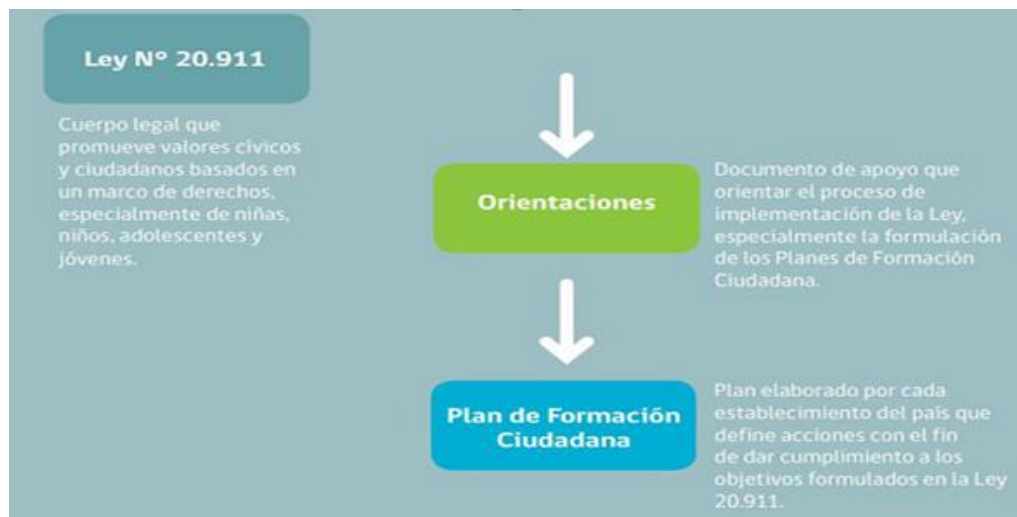 Ley Nº 20.911
Cuerpo legal que
promueve valores cívicos
y ciudadanos basados en
un marco de derechos,
especialmente de niñas,
niños, adolescentes y
jóvenes.
Orientaciones
Documento de apoyo que
orientar el proceso de
implementación de la Ley,
especialmente la formulación
de los Planes de Formación
Ciudadana.
Plan de Formación
Ciudadana
Plan elaborado por cada
establecimiento del país que
define acciones con el fin
de dar cumplimiento a los
objetivos formulados en la Ley
20.911.